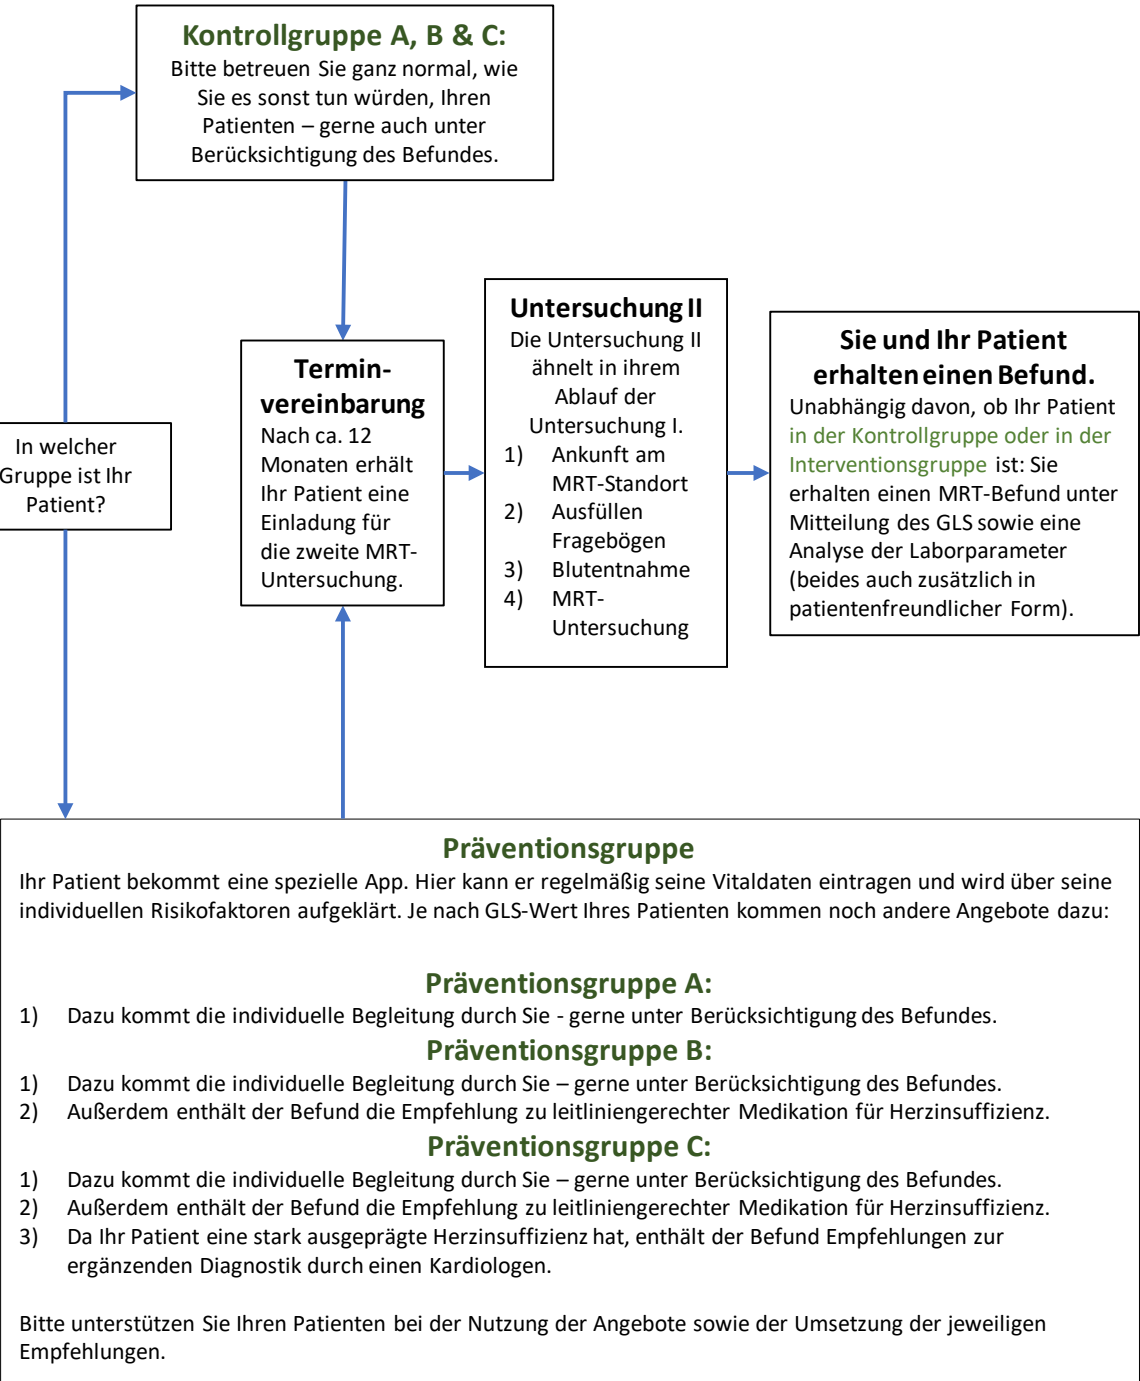 Kontrollgruppe A, B & C:
Bitte betreuen Sie ganz normal, wie
Sie es sonst tun würden, Ihren
Patienten – gerne auch unter
Berücksichtigung des Befundes.
In welcher
Gruppe ist Ihr
Patient?
Termin-
vereinbarung
Nach ca. 12
Monaten erhält
Ihr Patient eine
Einladung für
die zweite MRT-
Untersuchung.
Untersuchung II
Die Untersuchung II
ähnelt in ihrem
Ablauf der
Untersuchung I.
1) Ankunft am
MRT-Standort
2) Ausfüllen
Fragebögen
3) Blutentnahme
4) MRT-
Untersuchung
Sie und Ihr Patient
erhalten einen Befund.
Unabhängig davon, ob Ihr Patient
in der Kontrollgruppe oder in der
Interventionsgruppe ist: Sie
erhalten einen MRT-Befund unter
Mitteilung des GLS sowie eine
Analyse der Laborparameter
(beides auch zusätzlich in
patientenfreundlicher Form).
Präventionsgruppe
Ihr Patient bekommt eine spezielle App. Hier kann er regelmäßig seine Vitaldaten eintragen und wird über seine
individuellen Risikofaktoren aufgeklärt. Je nach GLS-Wert Ihres Patienten kommen noch andere Angebote dazu:
Präventionsgruppe A:
1) Dazu kommt die individuelle Begleitung durch Sie - gerne unter Berücksichtigung des Befundes.
Präventionsgruppe B:
1) Dazu kommt die individuelle Begleitung durch Sie – gerne unter Berücksichtigung des Befundes.
2) Außerdem enthält der Befund die Empfehlung zu leitliniengerechter Medikation für Herzinsuffizienz.
Präventionsgruppe C:
1) Dazu kommt die individuelle Begleitung durch Sie – gerne unter Berücksichtigung des Befundes.
2) Außerdem enthält der Befund die Empfehlung zu leitliniengerechter Medikation für Herzinsuffizienz.
3) Da Ihr Patient eine stark ausgeprägte Herzinsuffizienz hat, enthält der Befund Empfehlungen zur
ergänzenden Diagnostik durch einen Kardiologen.
Bitte unterstützen Sie Ihren Patienten bei der Nutzung der Angebote sowie der Umsetzung der jeweiligen
Empfehlungen.